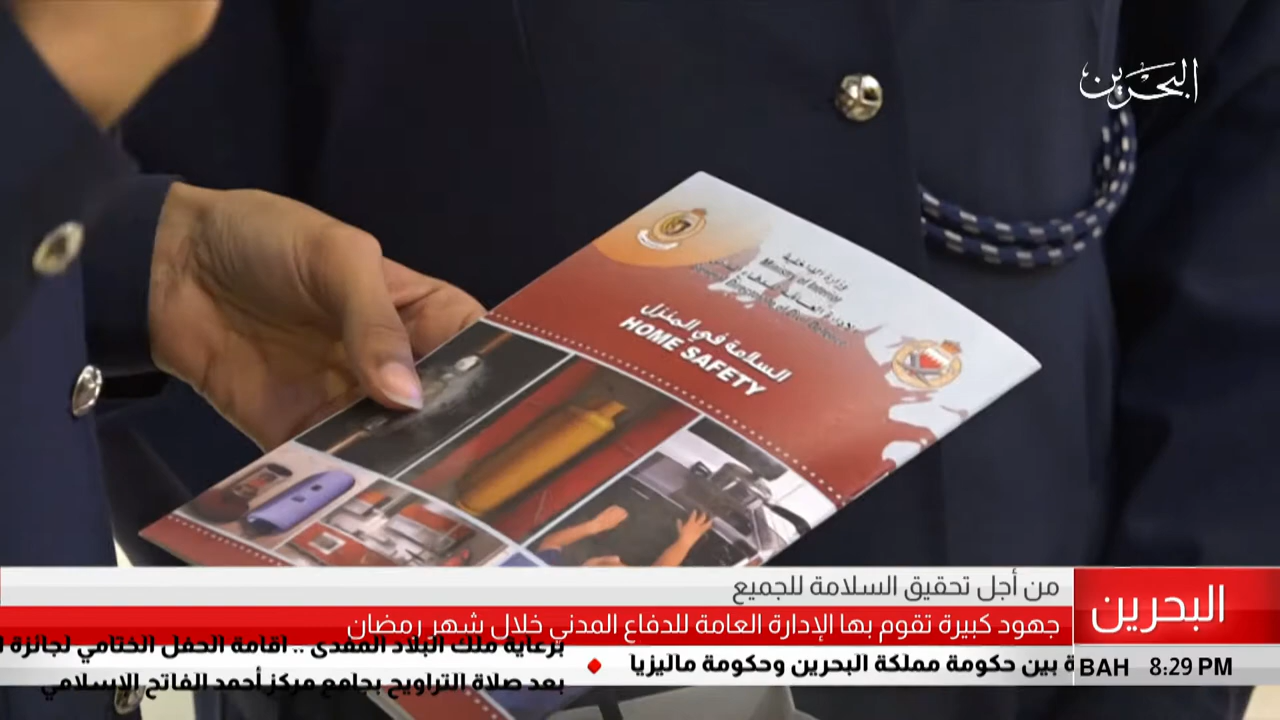 البحرين
وزارة الداخلية
Ministry of Interior
السلامة في المنزل
HOME SAFETY
من أجل تحقيق السلامة للجميع
البحرين
جهود كبيرة تقوم بها الإدارة العامة للدفاع المدني خلال شهر رمضان
برعاية ملك البلاد المفدى .. اقامة الحفل الختامي لجائزة
بين حكومة مملكة البحرين وحكومة ماليزيا
BAH 8:29 PM
بعد صلاة التراويح بجامع مركز أحمد الفاتح الإسلامي